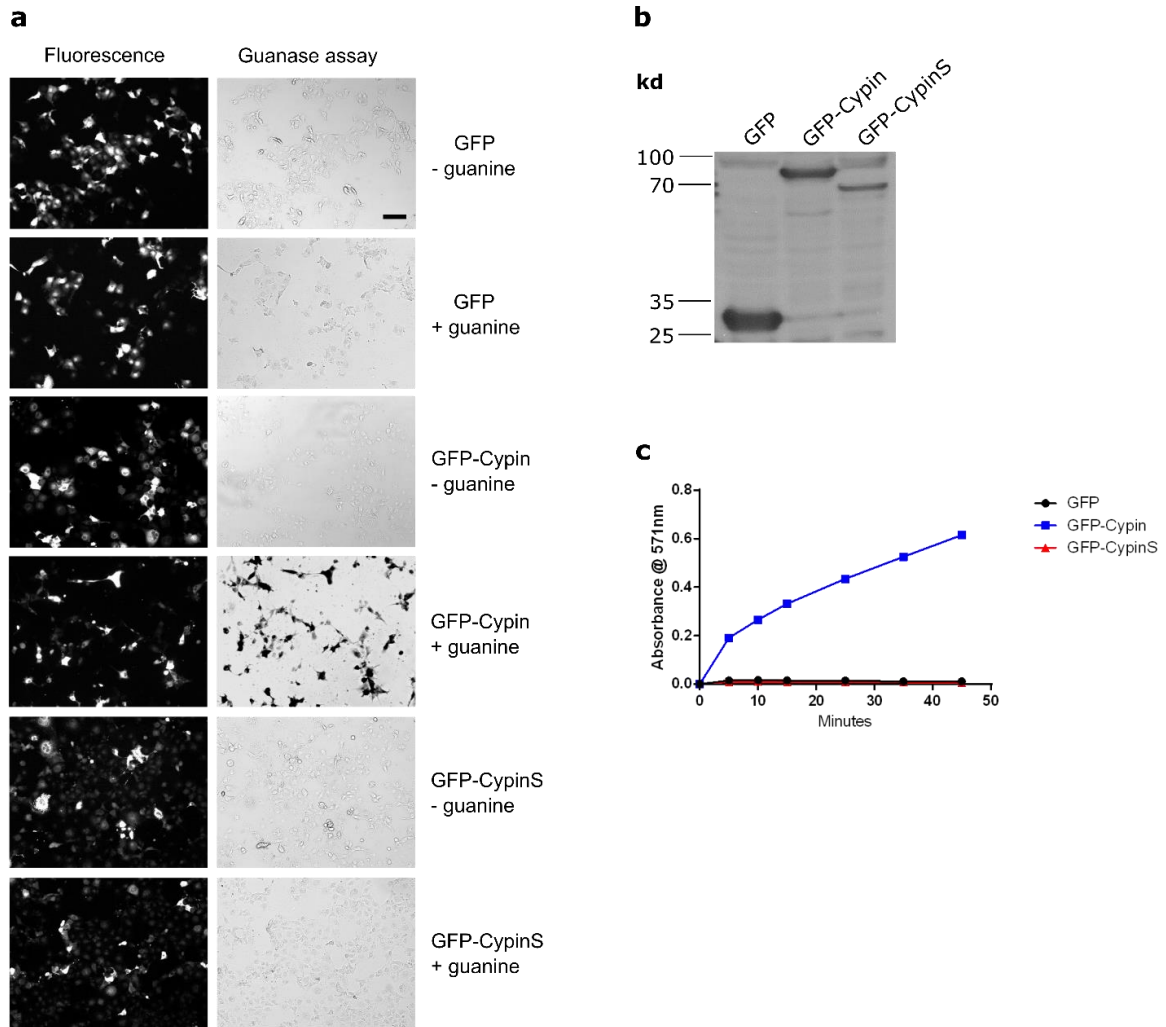 a
Fluorescence
Guanase assay
GFP
- guanine
GFP
+ guanine
GFP-Cypin
- guanine
GFP-Cypin
+ guanine
GFP-CypinS
- guanine
GFP-CypinS
+ guanine
b
kd
GFP
GFP-Cypin
GFP-CypinS
100
70
35
25
c
0.8
0.6
0.4
0.2
0.0
Absorbance @ 571nm
0
10
20
30
40
50
Minutes
GFP
GFP-Cypin
GFP-CypinS